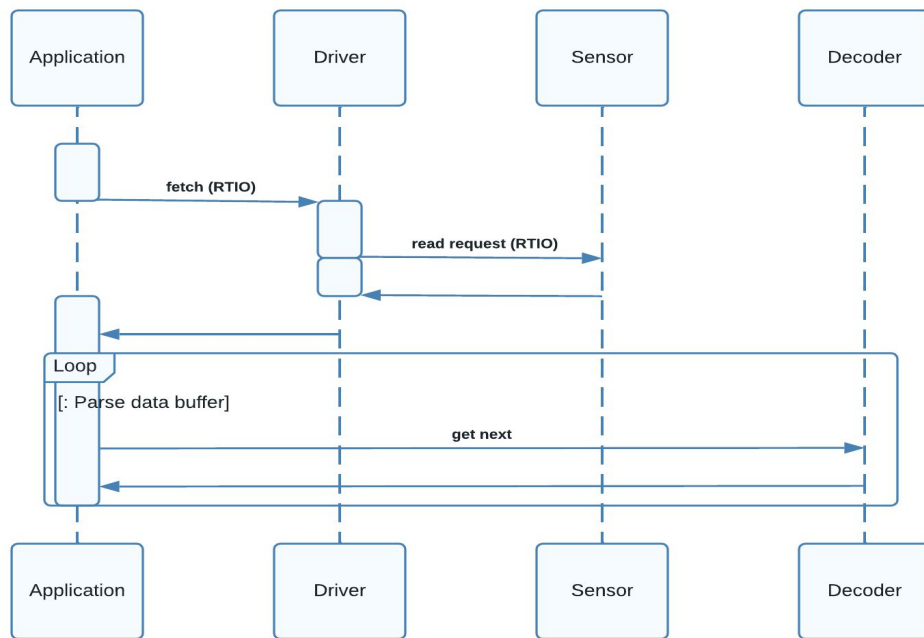 Application
Driver
Sensor
Decoder
fetch (RTIO)
read request (RTIO)
Loop
[: Parse data buffer]
get next
Application
Driver
Sensor
Decoder